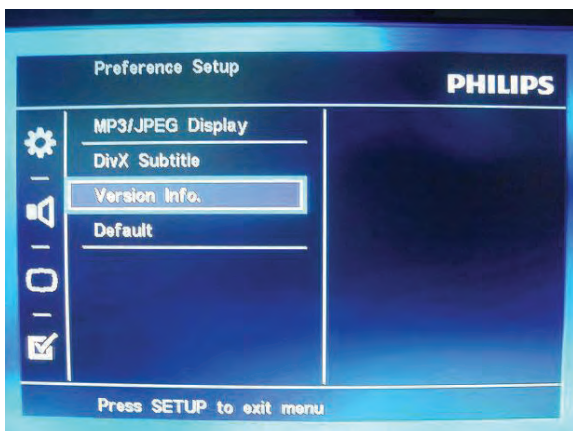 Preference Setup
PHILIPS
MP3/JPEG Display
DivX Subtitle
Version Info.
Default
Press SETUP to exit menu